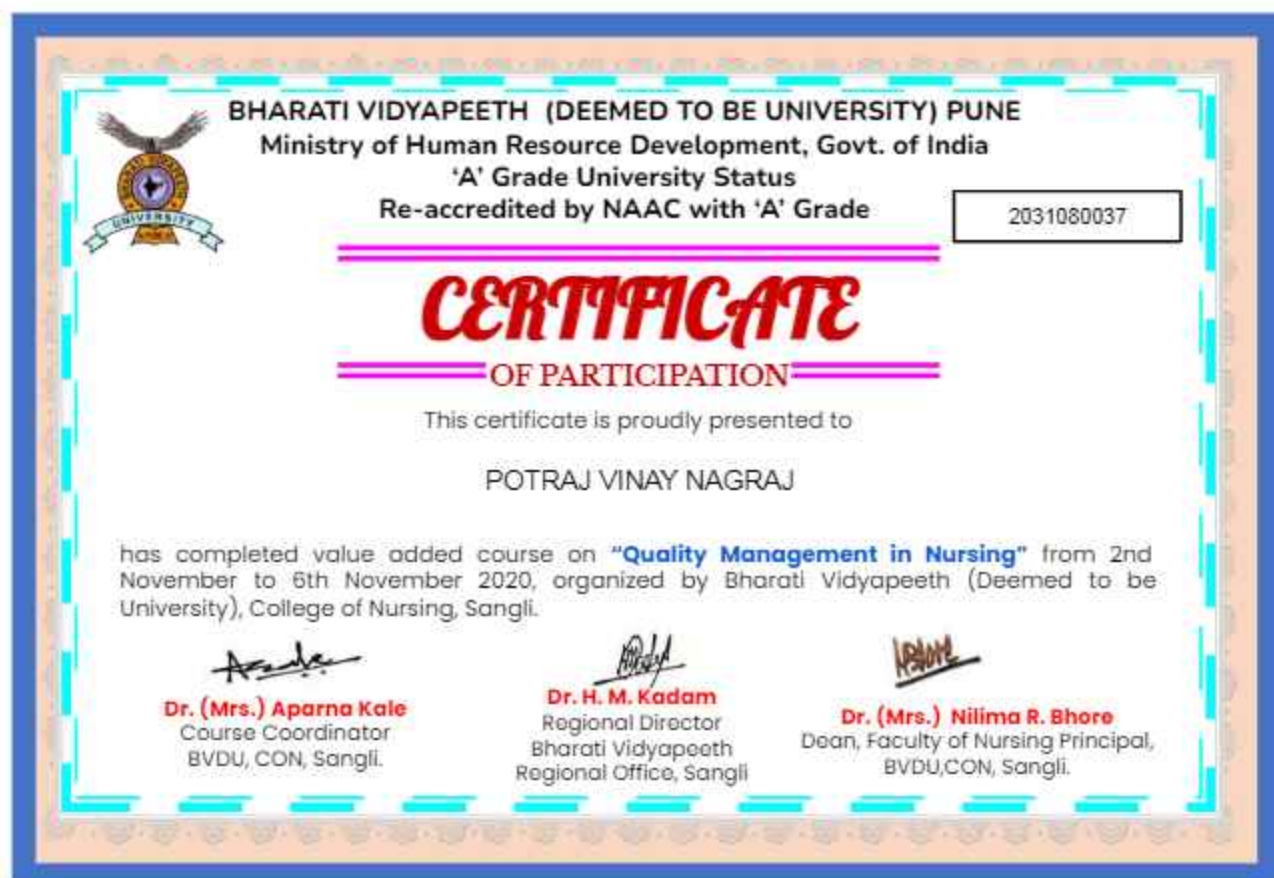 BHARATI VIDYAPEETH (DEEMED TO BE UNIVERSITY) PUNE
Ministry of Human Resource Development, Govt. of India
‘A’ Grade University Status
Re-accredited by NAAC with ‘A’ Grade
2031080037
BHARATI VIDYAPEETH
UNIVERSITY
CERTIFICATE
OF PARTICIPATION
This certificate is proudly presented to
POTRAJ VINAY NAGRAJ
has completed value added course on “Quality Management in Nursing” from 2nd
November to 6th November 2020, organized by Bharati Vidyapeeth (Deemed to be
University), College of Nursing, Sangli.
Dr. (Mrs.) Aparna Kale
Course Coordinator
BVDU, CON, Sangli.
Dr. H. M. Kadam
Regional Director
Bharati Vidyapeeth
Regional Office, Sangli
Dr. (Mrs.) Nilima R. Bhore
Dean, Faculty of Nursing Principal,
BVDU,CON, Sangli.